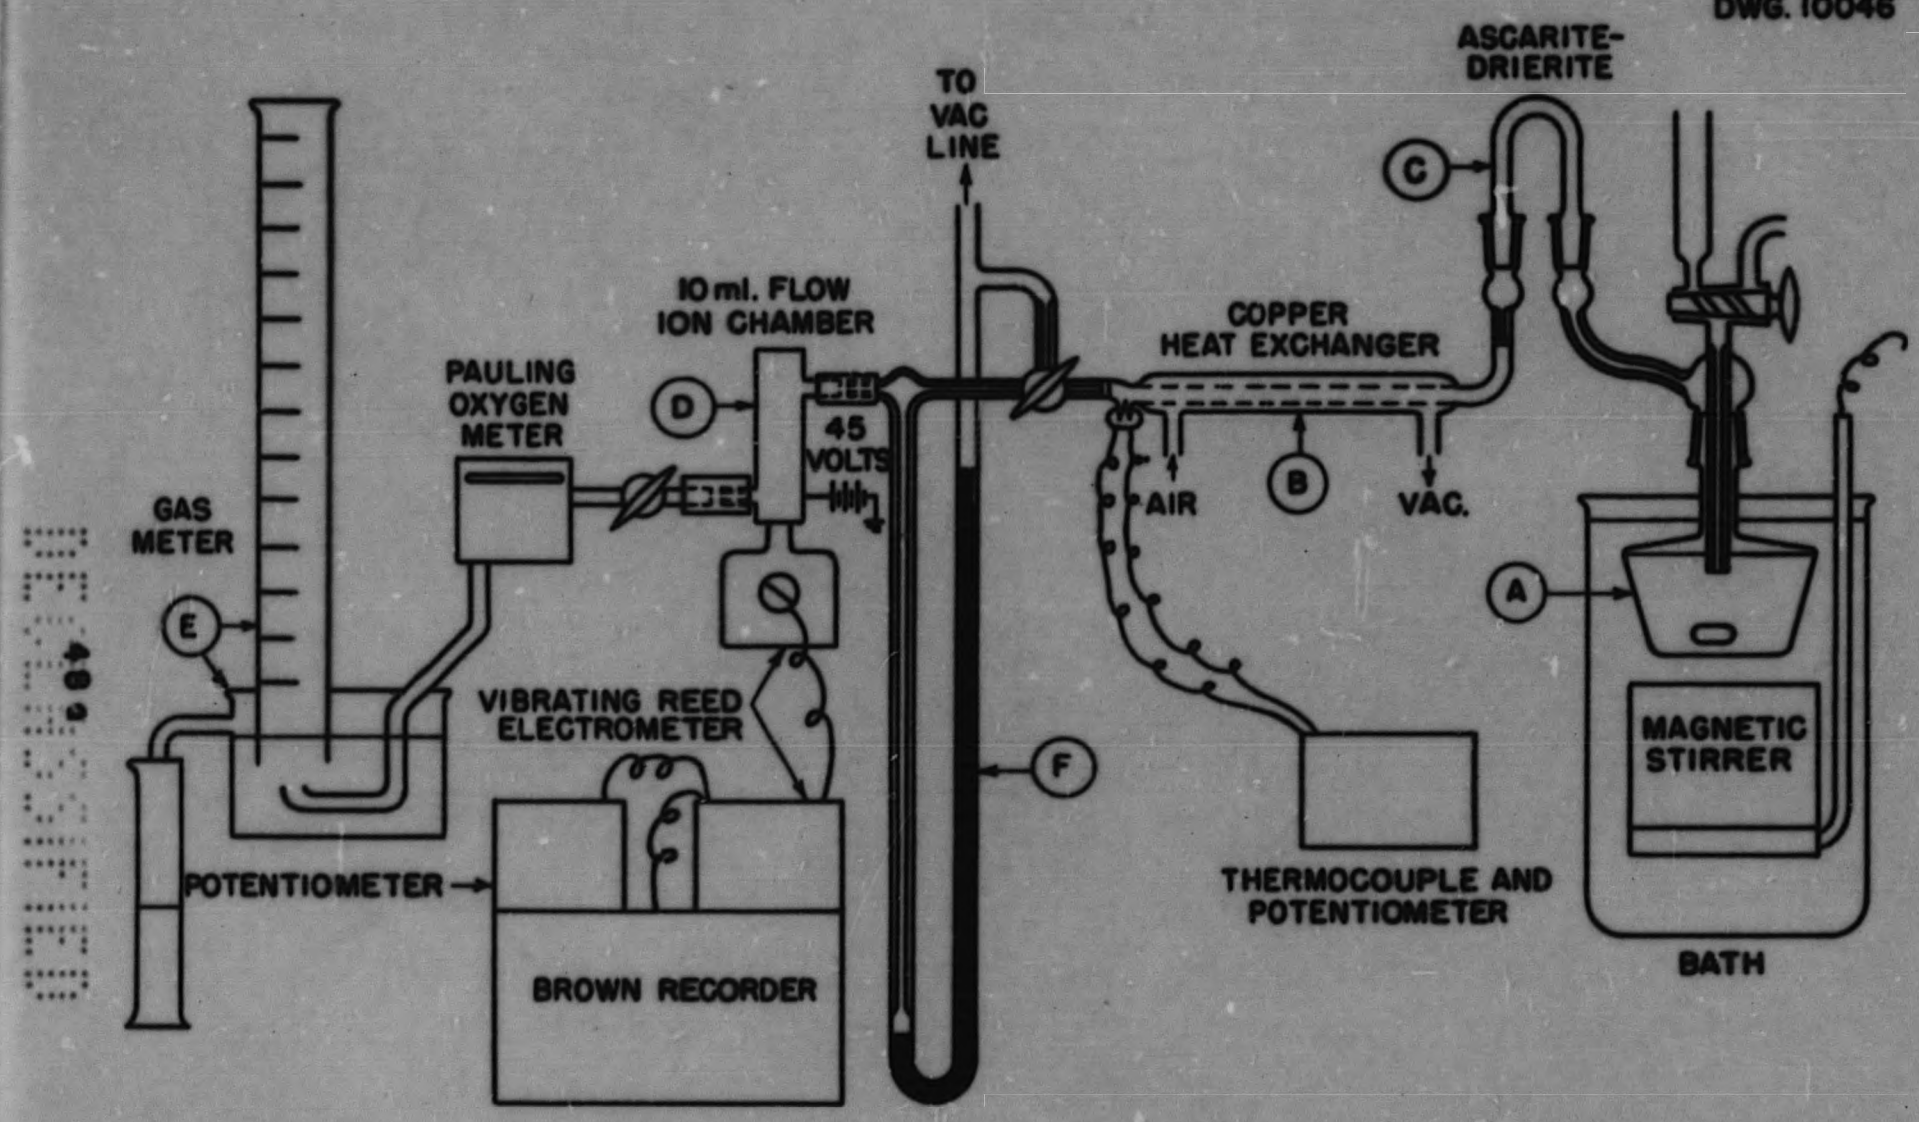 DWG. 10046
ASCARITE-
DRIERITE
TO
VAC
LINE
C
10 ml. FLOW
ION CHAMBER
COPPER
HEAT EXCHANGER
PAULING
OXYGEN
METER
D
45
VOLTS
AIR
B
VAC.
GAS
METER
E
A
VIBRATING REED
ELECTROMETER
F
MAGNETIC
STIRRER
POTENTIOMETER
THERMOCOUPLE AND
POTENTIOMETER
BROWN RECORDER
BATH